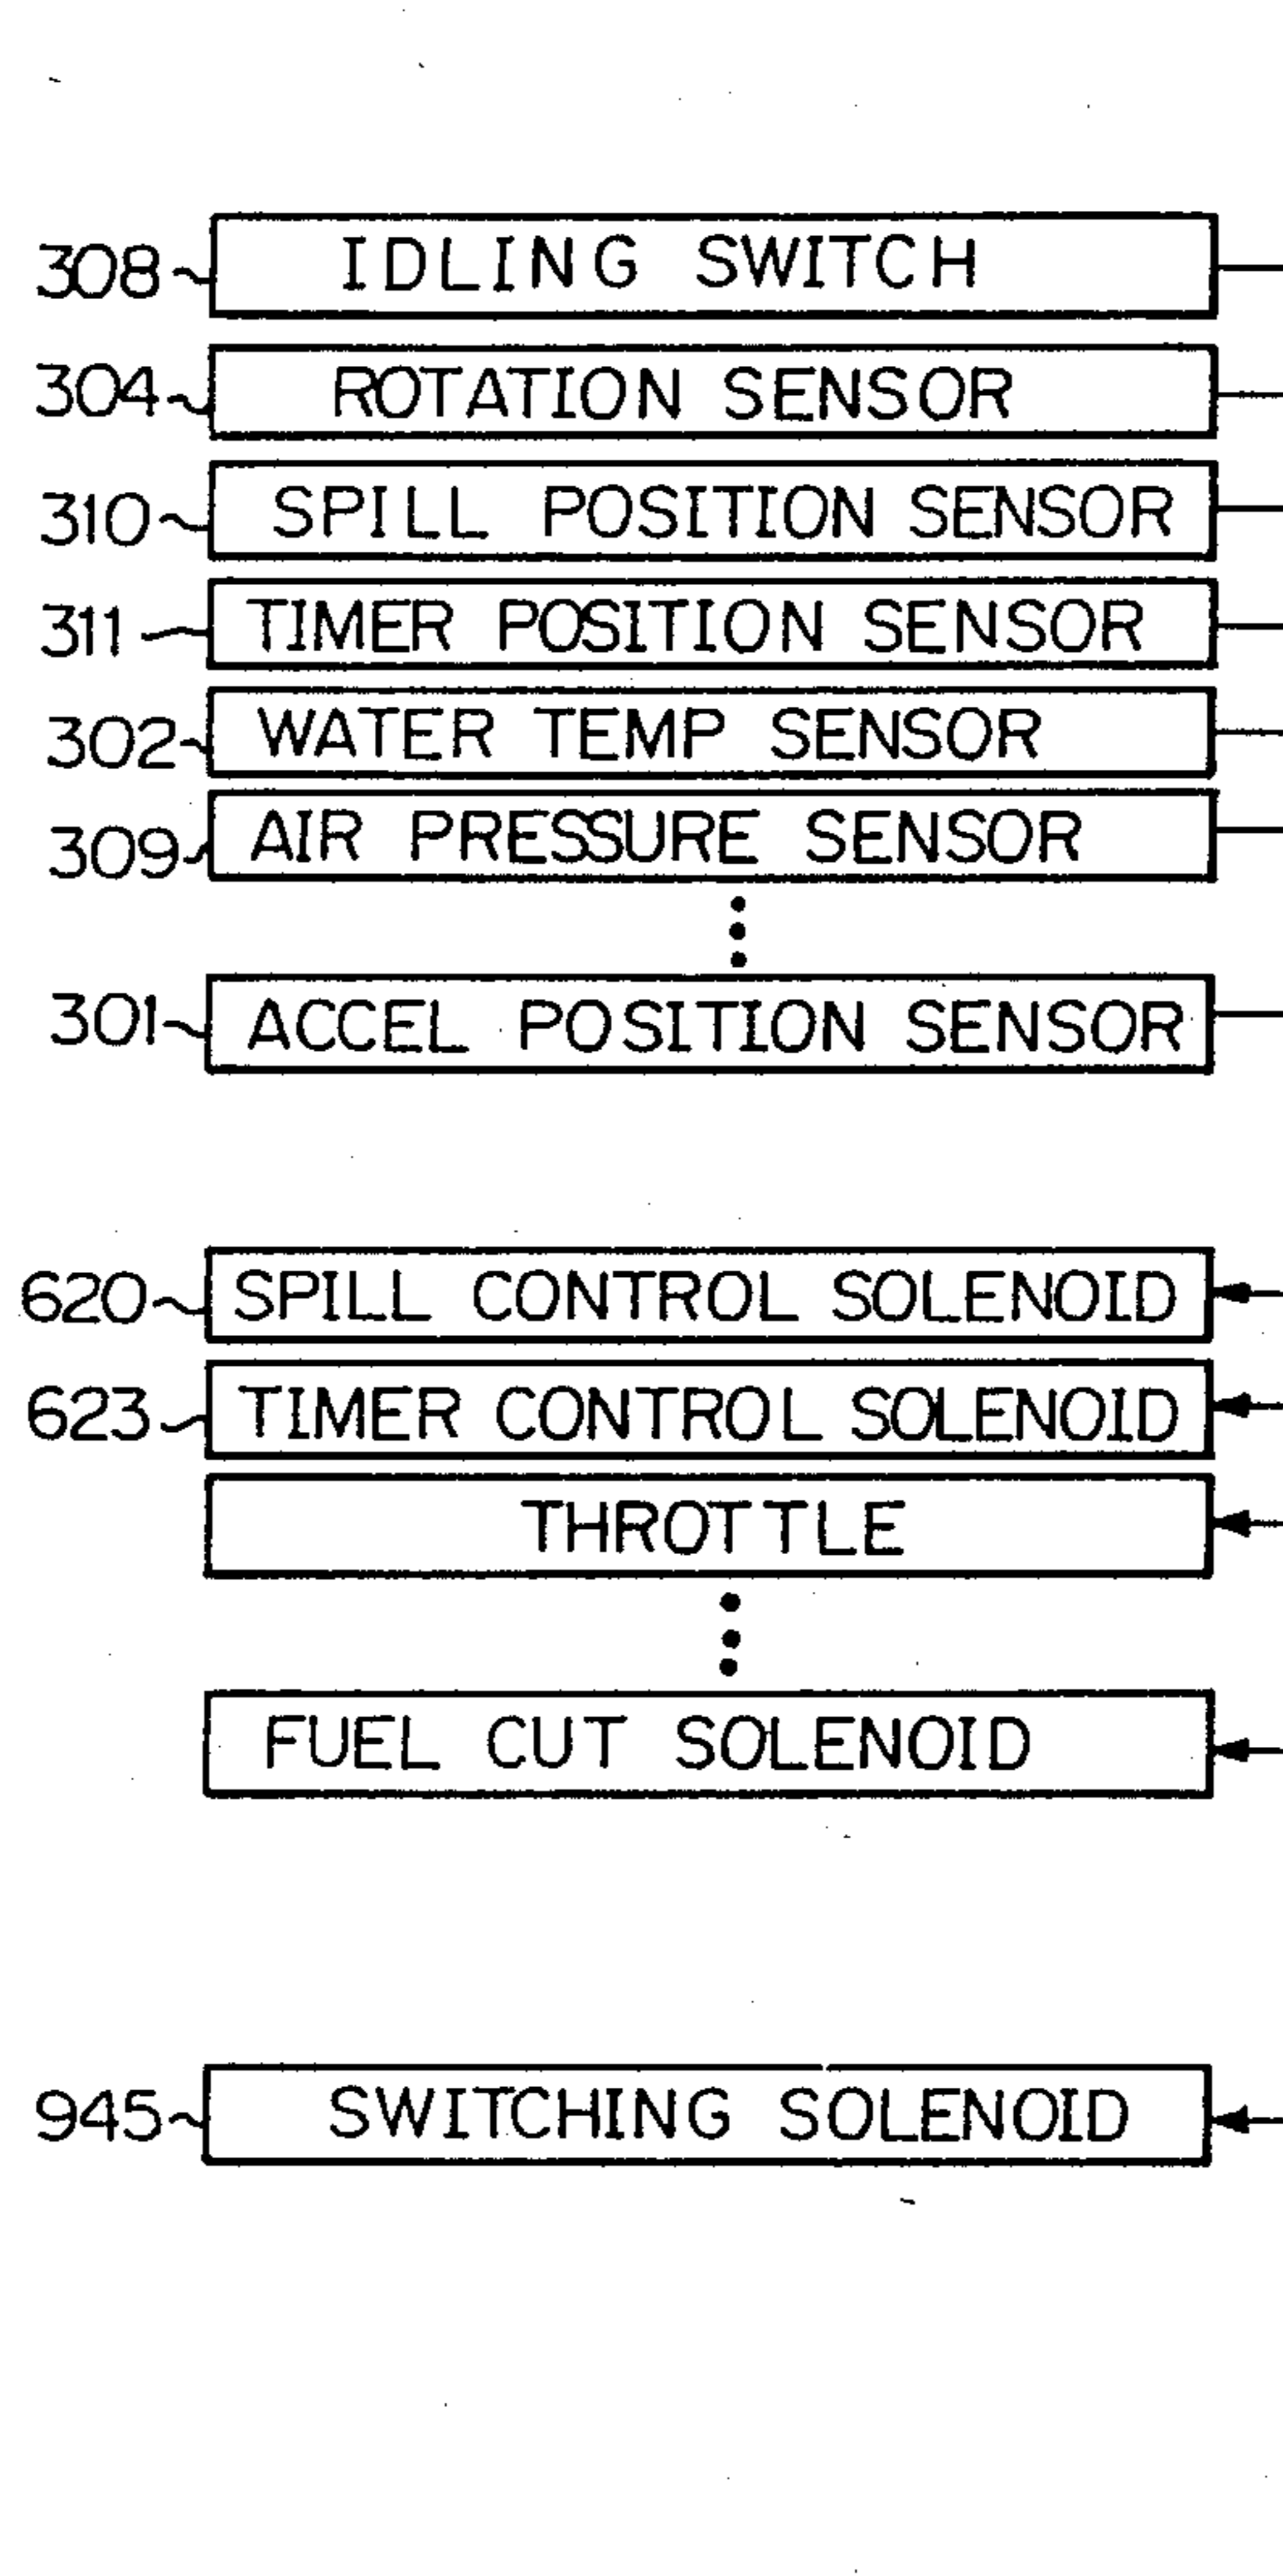 308 IDLING SWITCH
304 ROTATION SENSOR
310 SPILL POSITION SENSOR
311 TIMER POSITION SENSOR
302 WATER TEMP SENSOR
309 AIR PRESSURE SENSOR
301 ACCEL POSITION SENSOR
620 SPILL CONTROL SOLENOID
623 TIMER CONTROL SOLENOID
THROTTLE
FUEL CUT SOLENOID
945 SWITCHING SOLENOID